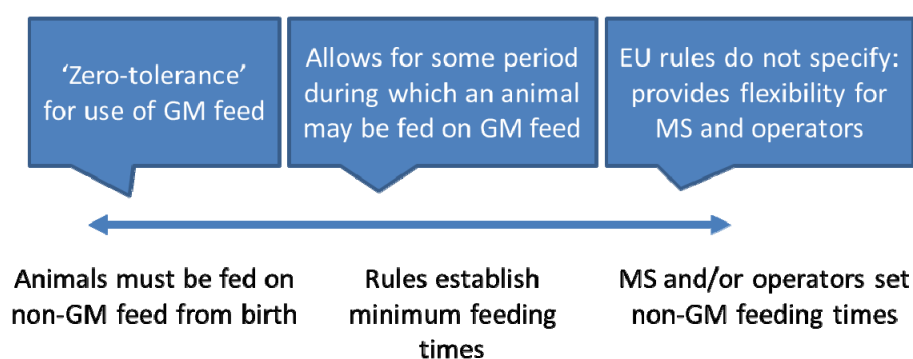 ‘Zero-tolerance’
for use of GM feed
Allows for some period
during which an animal
may be fed on GM feed
EU rules do not specify:
provides flexibility for
MS and operators
Animals must be fed on
non-GM feed from birth
Rules establish
minimum feeding
times
MS and/or operators set
non-GM feeding times